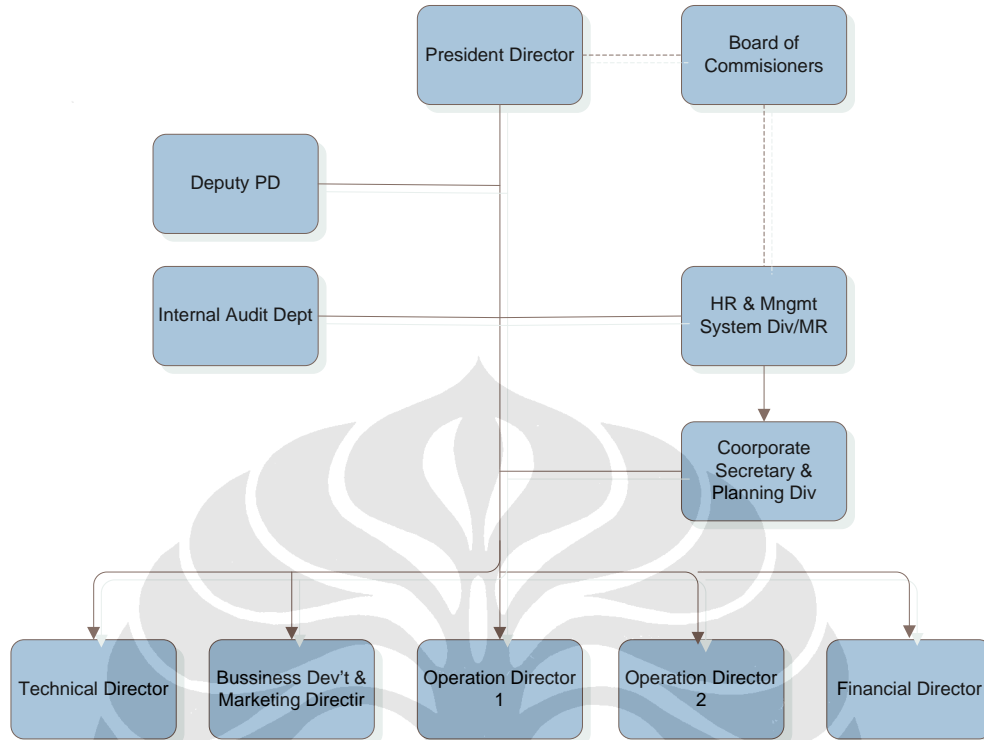 President Director
Board of
Commisioners
Deputy PD
Internal Audit Dept
HR & Mngmt
System Div/MR
Coorporate
Secretary &
Planning Div
Technical Director
Bussiness Dev't &
Marketing Directir
Operation Director
1
Operation Director
2
Financial Director